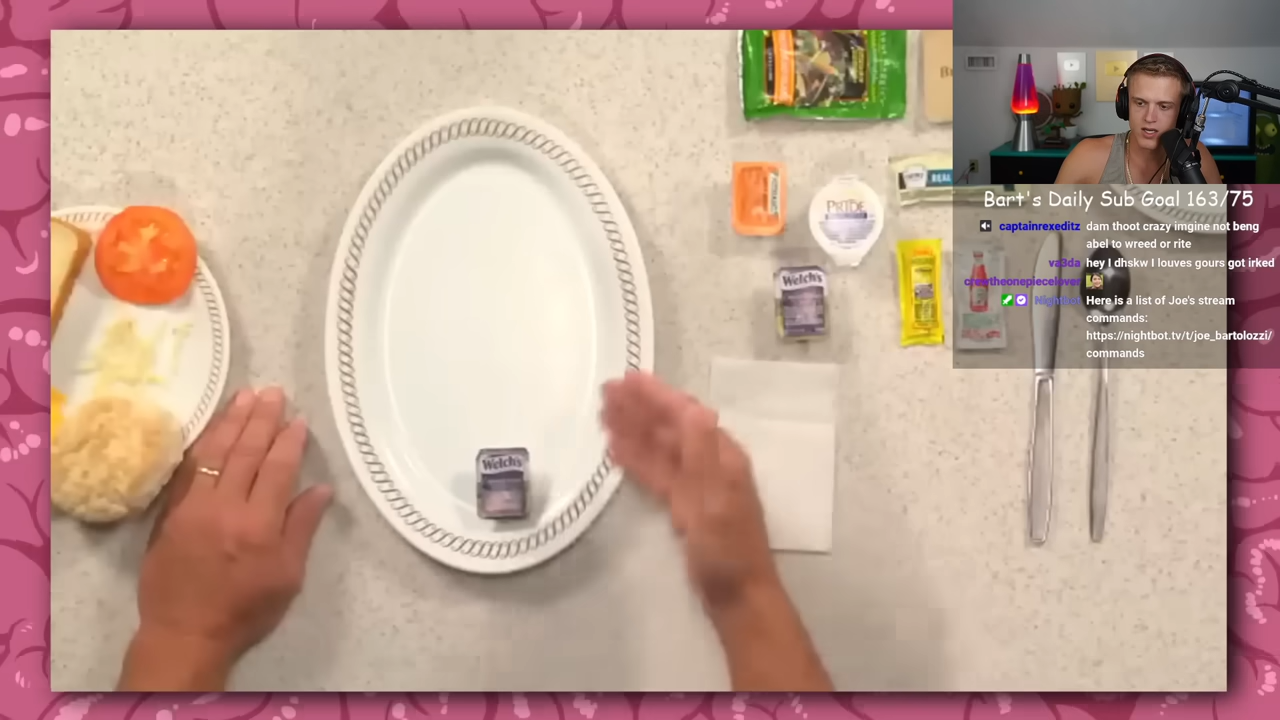 Bart's Daily Sub Goal 163/75
captainrexeditz dam thoot crazy imgine not beng
abel to wreed or rite
va3da hey I dhskw I louves gours got irked
Nightbot Here is a list of Joe's stream
commands:
https://nightbot.tv/t/joe_bartolozzi/
commands
PRIDE
REAL
Welch's
Welch's